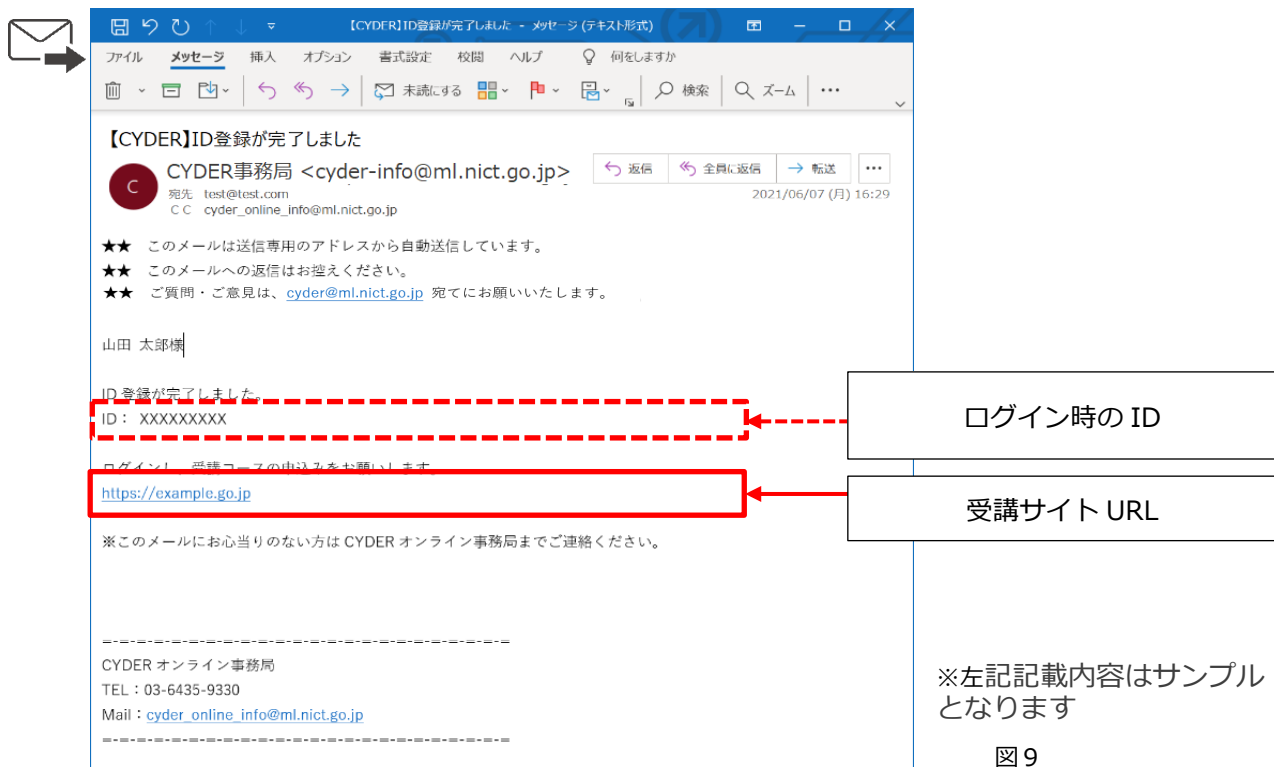 【CYDER】ID登録が完了しました - メッセージ (テキスト形式)
ファイル メッセージ 挿入 オプション 書式設定 校閲 ヘルプ 何をしますか
未読にする 検索 ズーム
【CYDER】ID登録が完了しました
C
CYDER事務局 <cyder-info@ml.nict.go.jp>
返信 全員に返信 転送
宛先 test@test.com
2021/06/07 (月) 16:29
CC cyder_online_info@ml.nict.go.jp
★★ このメールは送信専用のアドレスから自動送信しています。
★★ このメールへの返信はお控えください。
★★ ご質問・ご意見は、cyder@ml.nict.go.jp 宛てにお願いいたします。
山田 太郎様
ID 登録が完了しました。
ID： XXXXXXXXX
ログイン時の ID
ログインし、受講コースの申込みをお願いします。
https://example.go.jp
受講サイト URL
※このメールにお心当りのない方は CYDER オンライン事務局までご連絡ください。
=-=-=-=-=-=-=-=-=-=-=-=-=-=-=-=-=-=-=-=-=-=-=-=
CYDER オンライン事務局
TEL：03-6435-9330
Mail：cyder_online_info@ml.nict.go.jp
=-=-=-=-=-=-=-=-=-=-=-=-=-=-=-=-=-=-=-=-=-=-=-=
※左記記載内容はサンプル
となります
図９